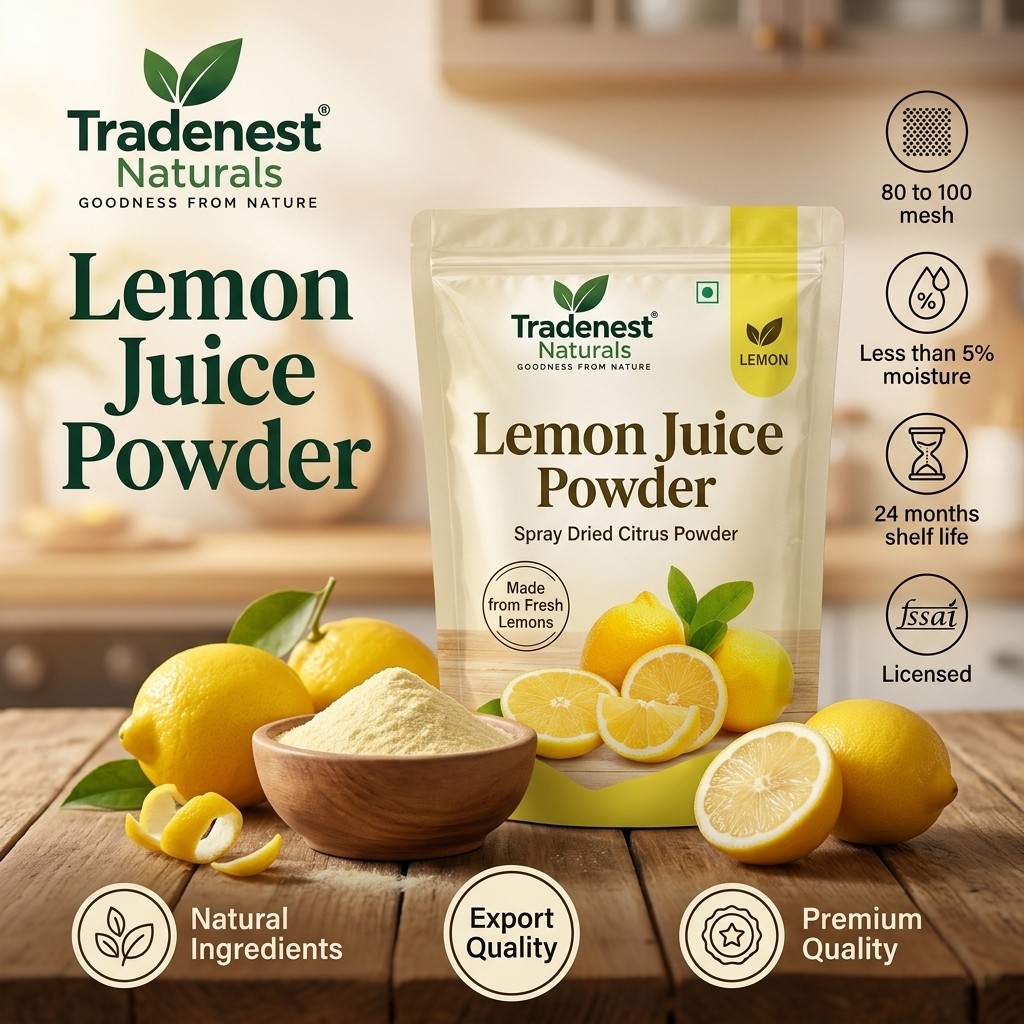 Tradenest®
Naturals
GOODNESS FROM NATURE
Lemon
Juice
Powder
Tradenest®
Naturals
GOODNESS FROM NATURE
LEMON
Lemon Juice
Powder
Spray Dried Citrus Powder
Made
from Fresh
Lemons
80 to 100
mesh
%
Less than 5%
moisture
24 months
shelf life
fssai
Licensed
Natural
Ingredients
Export
Quality
Premium
Quality